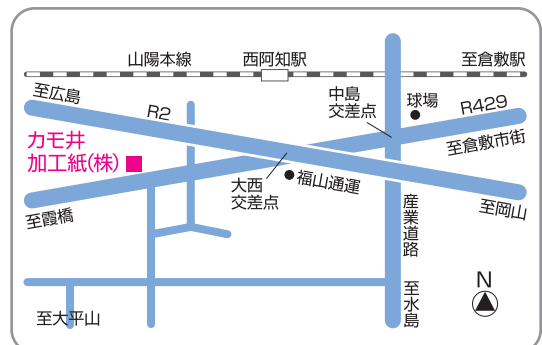 山陽本線
西阿知駅
至倉敷駅
至広島
R2
中島
交差点
球場
R429
至倉敷市街
カモ井
加工紙(株)
大西
交差点
福山通運
至霞橋
至岡山
産業道路
至水島
至大平山
N